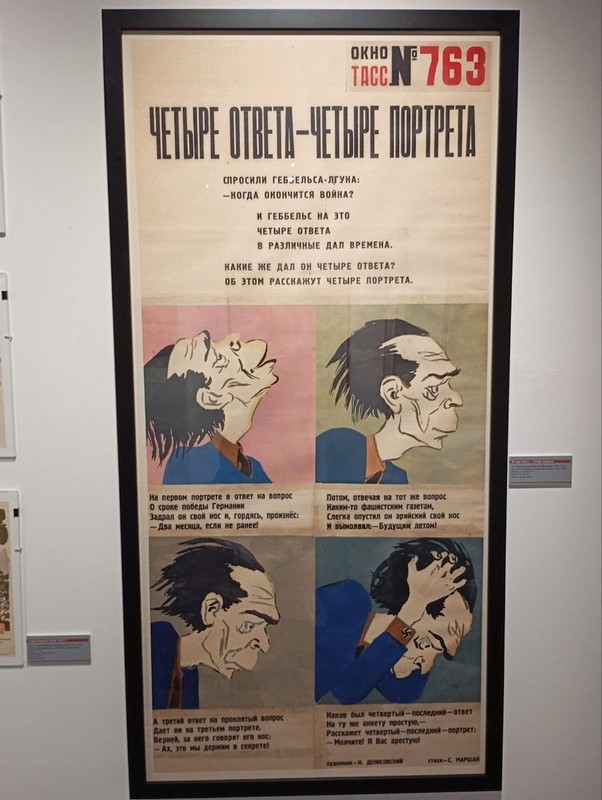 ОКНО
ТАСС № 763
ЧЕТЫРЕ ОТВЕТА—ЧЕТЫРЕ ПОРТРЕТА
СПРОСИЛИ ГЕББЕЛЬСА-ЛГУНА:
—КОГДА ОКОНЧИТСЯ ВОЙНА?
И ГЕББЕЛЬС НА ЭТО
ЧЕТЫРЕ ОТВЕТА
В РАЗЛИЧНЫЕ ДАЛ ВРЕМЕНА.
КАКИЕ ЖЕ ДАЛ ОН ЧЕТЫРЕ ОТВЕТА?
ОБ ЭТОМ РАССКАЖУТ ЧЕТЫРЕ ПОРТРЕТА.
На первом портрете в ответ на вопрос
О сроке победы Германии
Задрал он свой нос и, гордясь, произнёс:
— Два месяца, если не ранее!
Потом, отвечая на тот же вопрос
Каким-то фашистским газетам,
Слегка опустил он арийский свой нос
И вымолвил:—Будущим летом!
А третий ответ на проклятый вопрос
Дает он на третьем портрете.
Верней, за него говорит его нос:
— Ах, это мы держим в секрете!
Каков был четвертый—последний—ответ
На ту же анкету простую,—
Расскажет четвертый—последний—портрет:
— Молчите! Я Вас арестую!
художник—Н. ДЕНИСОВСКИЙ
стихи—С. МАРШАК